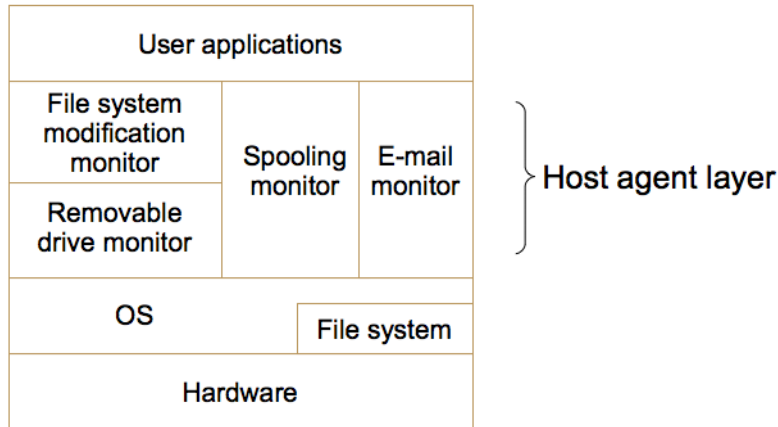 User applications
File system
modification
monitor
Spooling
monitor
E-mail
monitor
Host agent layer
Removable
drive monitor
OS
File system
Hardware